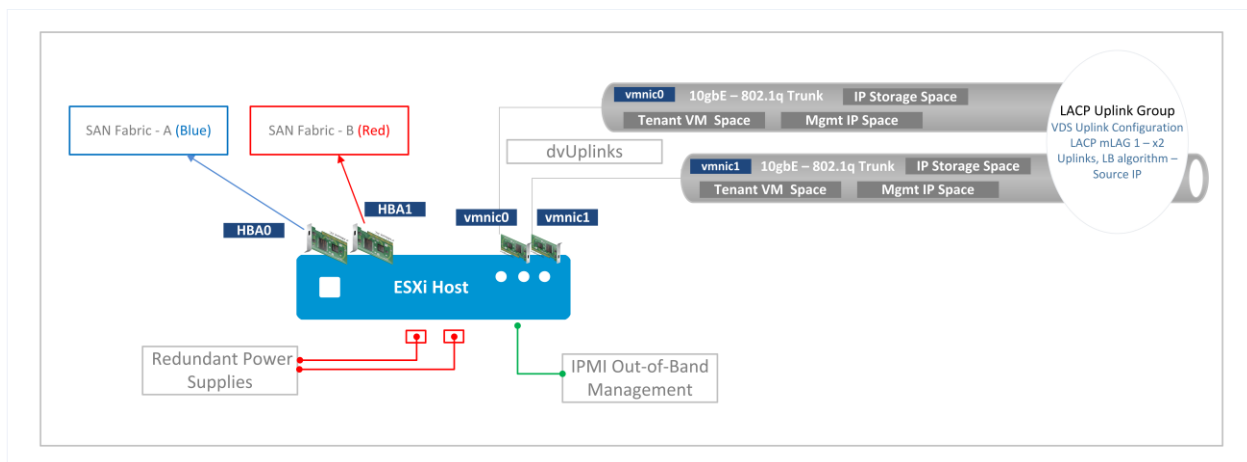 vmnic0 10gbE – 802.1q Trunk IP Storage Space
Tenant VM Space Mgmt IP Space
LACP Uplink Group
VDS Uplink Configuration
LACP mLAG 1 – x2
Uplinks, LB algorithm –
Source IP
SAN Fabric - A (Blue)
SAN Fabric - B (Red)
dvUplinks
vmnic1 10gbE – 802.1q Trunk IP Storage Space
Tenant VM Space Mgmt IP Space
HBA0
HBA1
vmnic0
vmnic1
ESXi Host
Redundant Power
Supplies
IPMI Out-of-Band
Management